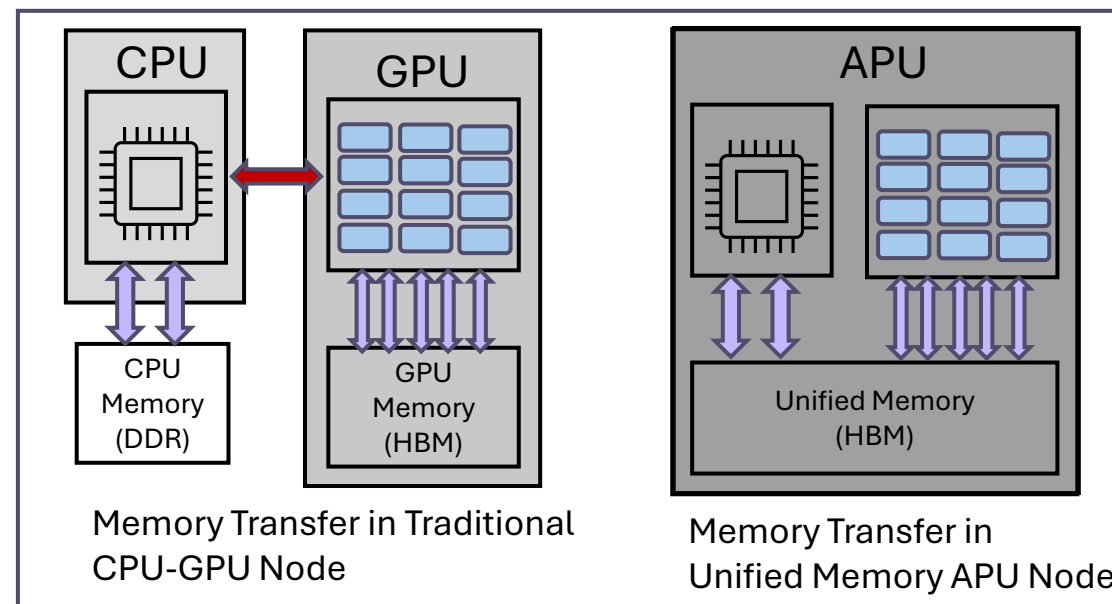 CPU
GPU
CPU
Memory
(DDR)
GPU
Memory
(HBM)
Memory Transfer in Traditional
CPU-GPU Node
APU
Unified Memory
(HBM)
Memory Transfer in
Unified Memory APU Node